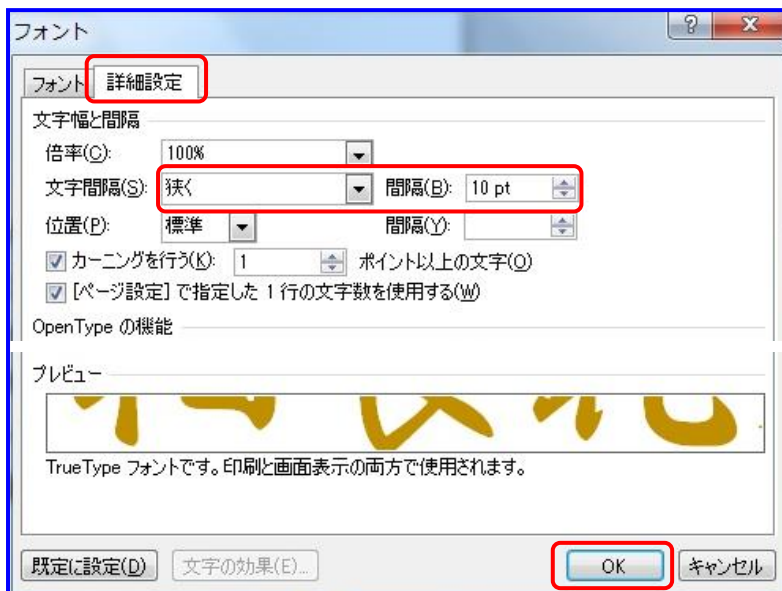 フォント
フォント 詳細設定
文字幅と間隔
倍率(C): 100%
文字間隔(S): 狭く 間隔(B): 10 pt
位置(P): 標準 間隔(Y):
カーニングを行う(K): 1 ポイント以上の文字(O)
[ページ設定] で指定した 1 行の文字数を使用する(W)
OpenType の機能
プレビュー
TrueType フォントです。印刷と画面表示の両方で使用されます。
既定に設定(D) 文字の効果(E)... OK キャンセル